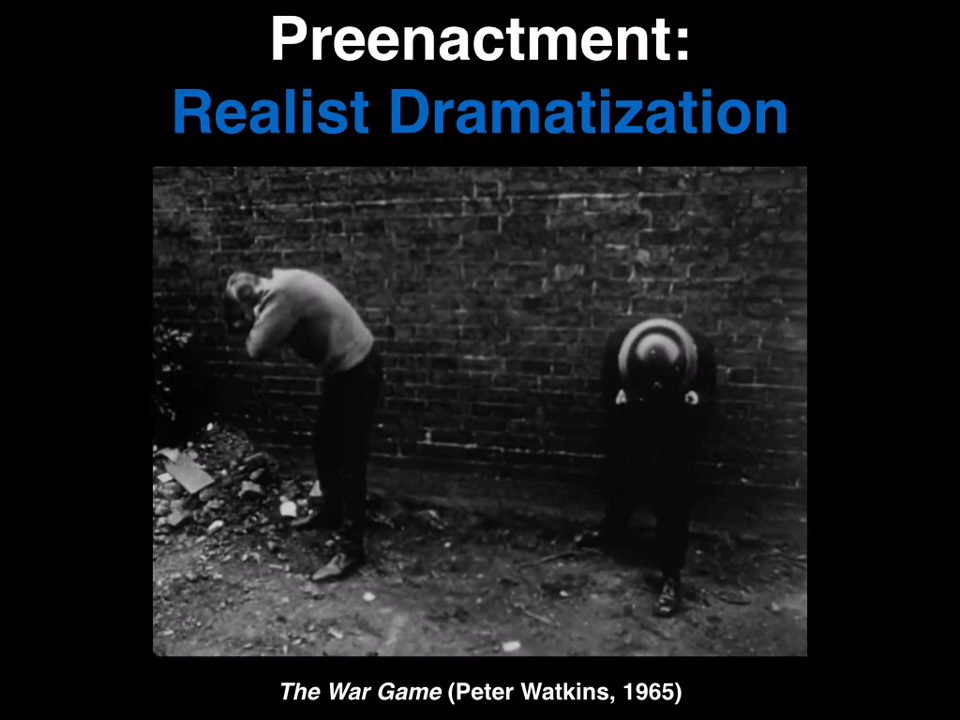 Preenactment:
Realist Dramatization
The War Game (Peter Watkins, 1965)